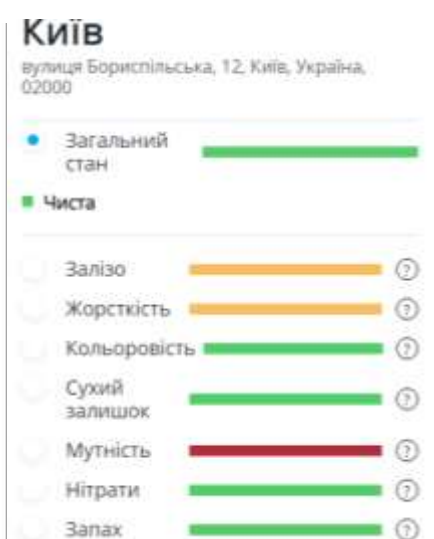 Київ
вулиця Бориспільська, 12, Київ, Україна,
02000
Загальний
стан
Чиста
Залізо
?
Жорсткість
?
Кольоровість
?
Сухий
залишок
?
Мутність
?
Нітрати
?
Запах
?